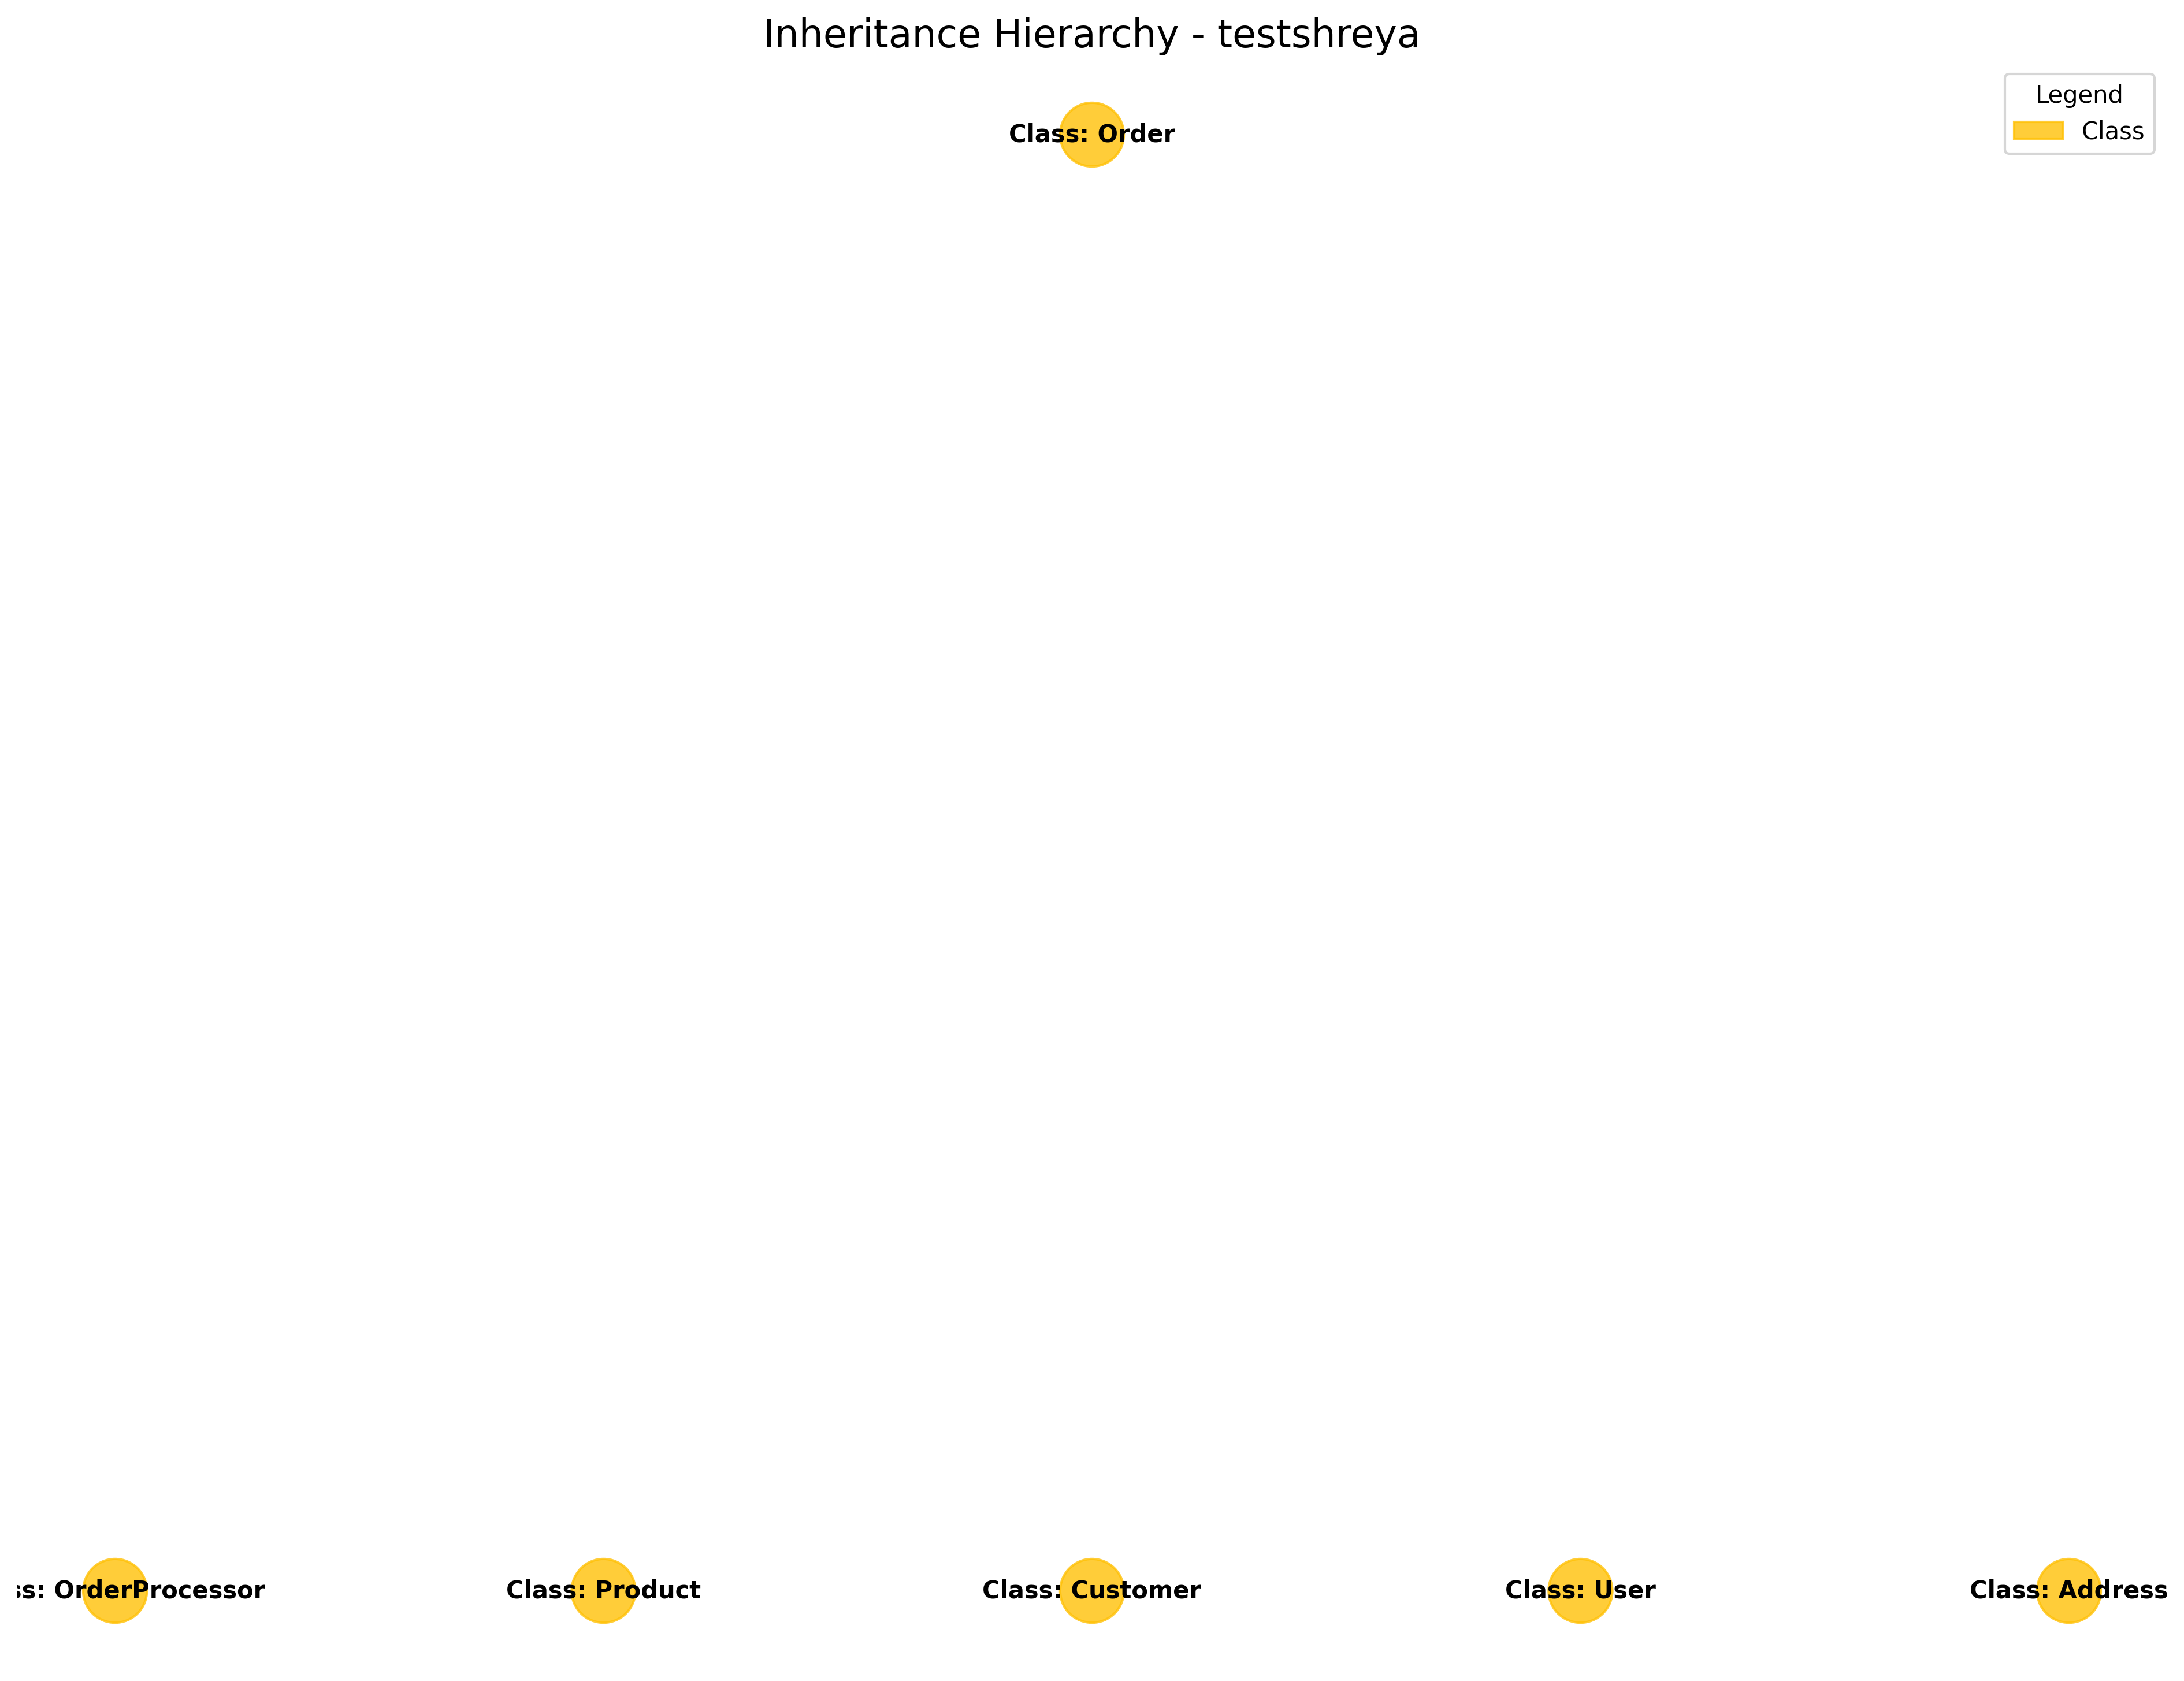 Inheritance Hierarchy - testshreya
Legend
Class
Class: Order
ss: OrderProcessor
Class: Product
Class: Customer
Class: User
Class: Address